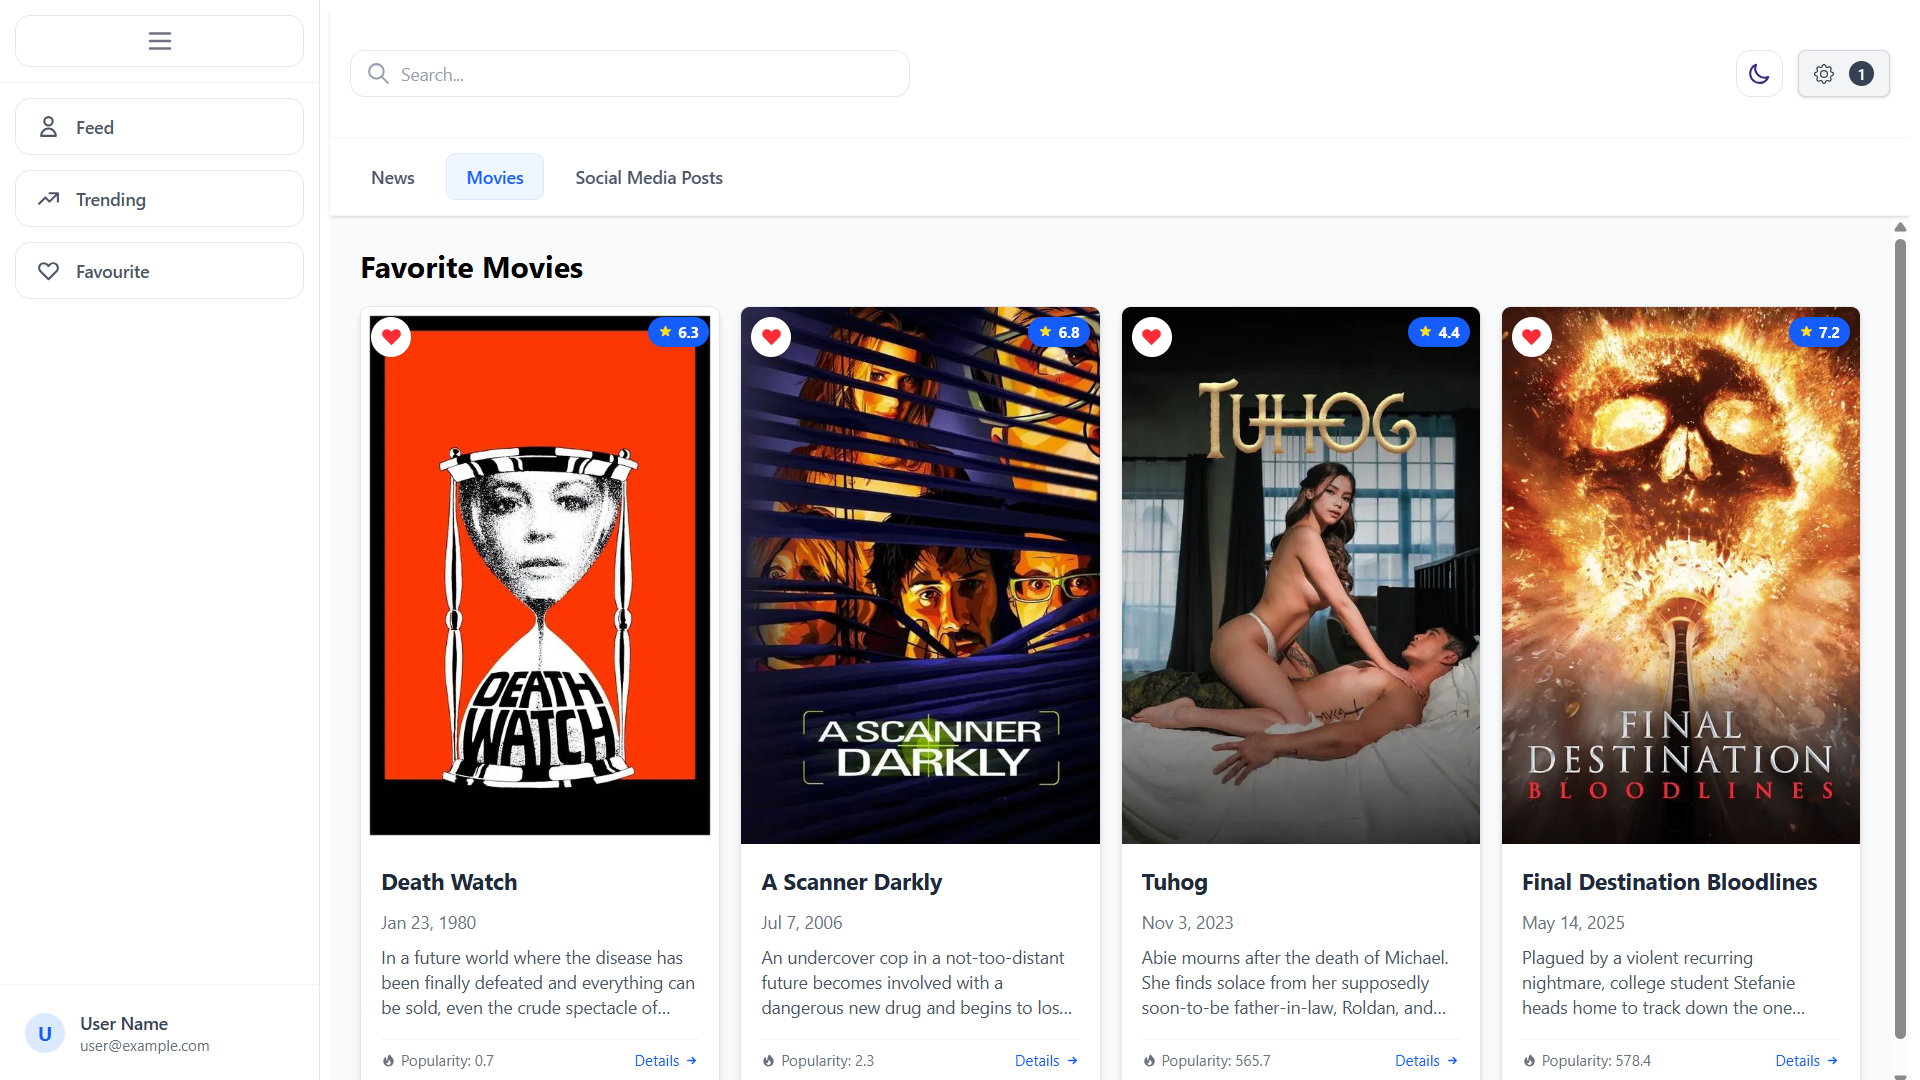 Search...
1
Feed
Trending
Favourite
News
Movies
Social Media Posts
Favorite Movies
6.3
DEATH
WATCH
Death Watch
Jan 23, 1980
In a future world where the disease has
been finally defeated and everything can
be sold, even the crude spectacle of...
Popularity: 0.7
Details
6.8
A SCANNER
DARKLY
A Scanner Darkly
Jul 7, 2006
An undercover cop in a not-too-distant
future becomes involved with a
dangerous new drug and begins to los...
Popularity: 2.3
Details
4.4
TUHOG
Tuhog
Nov 3, 2023
Abie mourns after the death of Michael.
She finds solace from her supposedly
soon-to-be father-in-law, Roldan, and...
Popularity: 565.7
Details
7.2
FINAL
DESTINATION
BLOODLINES
Final Destination Bloodlines
May 14, 2025
Plagued by a violent recurring
nightmare, college student Stefanie
heads home to track down the one...
Popularity: 578.4
Details
U
User Name
user@example.com